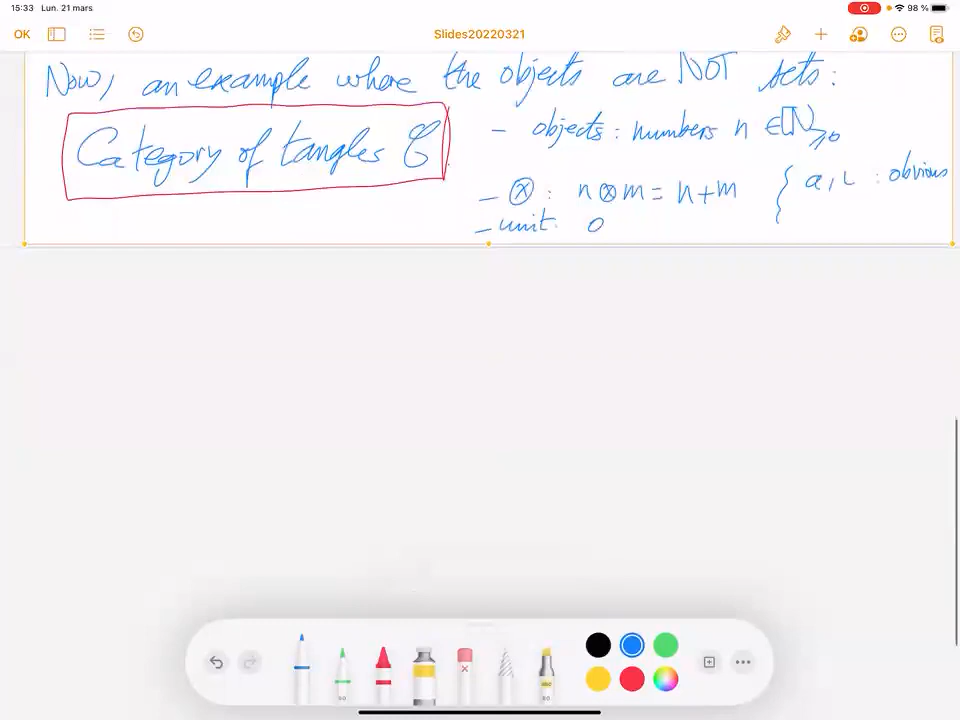 15:33 Lun. 21 mars
98 %
OK
Slides20220321
Now, an example where the objects are NOT sets:
Category of tangles ℰ
- objects: numbers n ∈ ℕ≥0
- ⊗: n ⊗ m = n + m { a, ι : obvious
- unit: 0